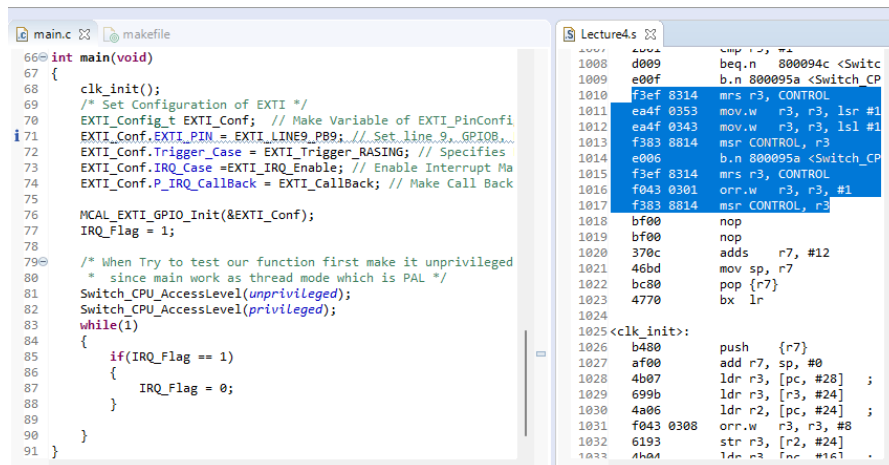 main.c
makefile
66 int main(void)
67 {
68 clk_init();
69 /* Set Configuration of EXTI */
70 EXTI_Config_t EXTI_Conf; // Make Variable of EXTI_PinConfi
71 EXTI_Conf.EXTI_PIN = EXTI_LINE9_PB9; // Set line 9, GPIOB,
72 EXTI_Conf.Trigger_Case = EXTI_Trigger_RASING; // Specifies
73 EXTI_Conf.IRQ_Case =EXTI_IRQ_Enable; // Enable Interrupt Ma
74 EXTI_Conf.P_IRQ_CallBack = EXTI_CallBack; // Make Call Back
75
76 MCAL_EXTI_GPIO_Init(&EXTI_Conf);
77 IRQ_Flag = 1;
78
79 /* When Try to test our function first make it unprivileged
80 * since main work as thread mode which is PAL */
81 Switch_CPU_AccessLevel(unprivileged);
82 Switch_CPU_AccessLevel(privileged);
83 while(1)
84 {
85 if(IRQ_Flag == 1)
86 {
87 IRQ_Flag = 0;
88 }
89
90 }
91 }
Lecture4.s
1007 2b01 cmp r3, #1
1008 d009 beq.n 800094c <Switc
1009 e00f b.n 800095a <Switch_CP
1010 f3ef 8314 mrs r3, CONTROL
1011 ea4f 0353 mov.w r3, r3, lsr #1
1012 ea4f 0343 mov.w r3, r3, lsl #1
1013 f383 8814 msr CONTROL, r3
1014 e006 b.n 800095a <Switch_CP
1015 f3ef 8314 mrs r3, CONTROL
1016 f043 0301 orr.w r3, r3, #1
1017 f383 8814 msr CONTROL, r3
1018 bf00 nop
1019 bf00 nop
1020 370c adds r7, #12
1021 46bd mov sp, r7
1022 bc80 pop {r7}
1023 4770 bx lr
1024
1025 <clk_init>:
1026 b480 push {r7}
1027 af00 add r7, sp, #0
1028 4b07 ldr r3, [pc, #28] ;
1029 699b ldr r3, [r3, #24]
1030 4a06 ldr r2, [pc, #24] ;
1031 f043 0308 orr.w r3, r3, #8
1032 6193 str r3, [r2, #24]
1033 4b04 ldr r3, [pc, #16] ;